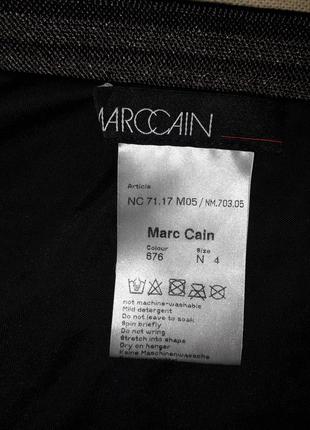 MARCCAIN
Article
NC 71.17 M05 / NM.703.05
Marc Cain
Colour Size
876 N 4
not machine-washable
Mild detergent
Do not leave to soak
Spin briefly
Do not wring
Stretch into shape
Dry on hanger
Keine Maschinenwäsche